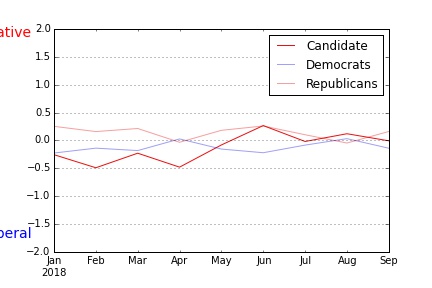 ative
2.0
1.5
1.0
0.5
0.0
−0.5
−1.0
−1.5
−2.0
beral
Candidate
Democrats
Republicans
Jan Feb Mar Apr May Jun Jul Aug Sep
2018